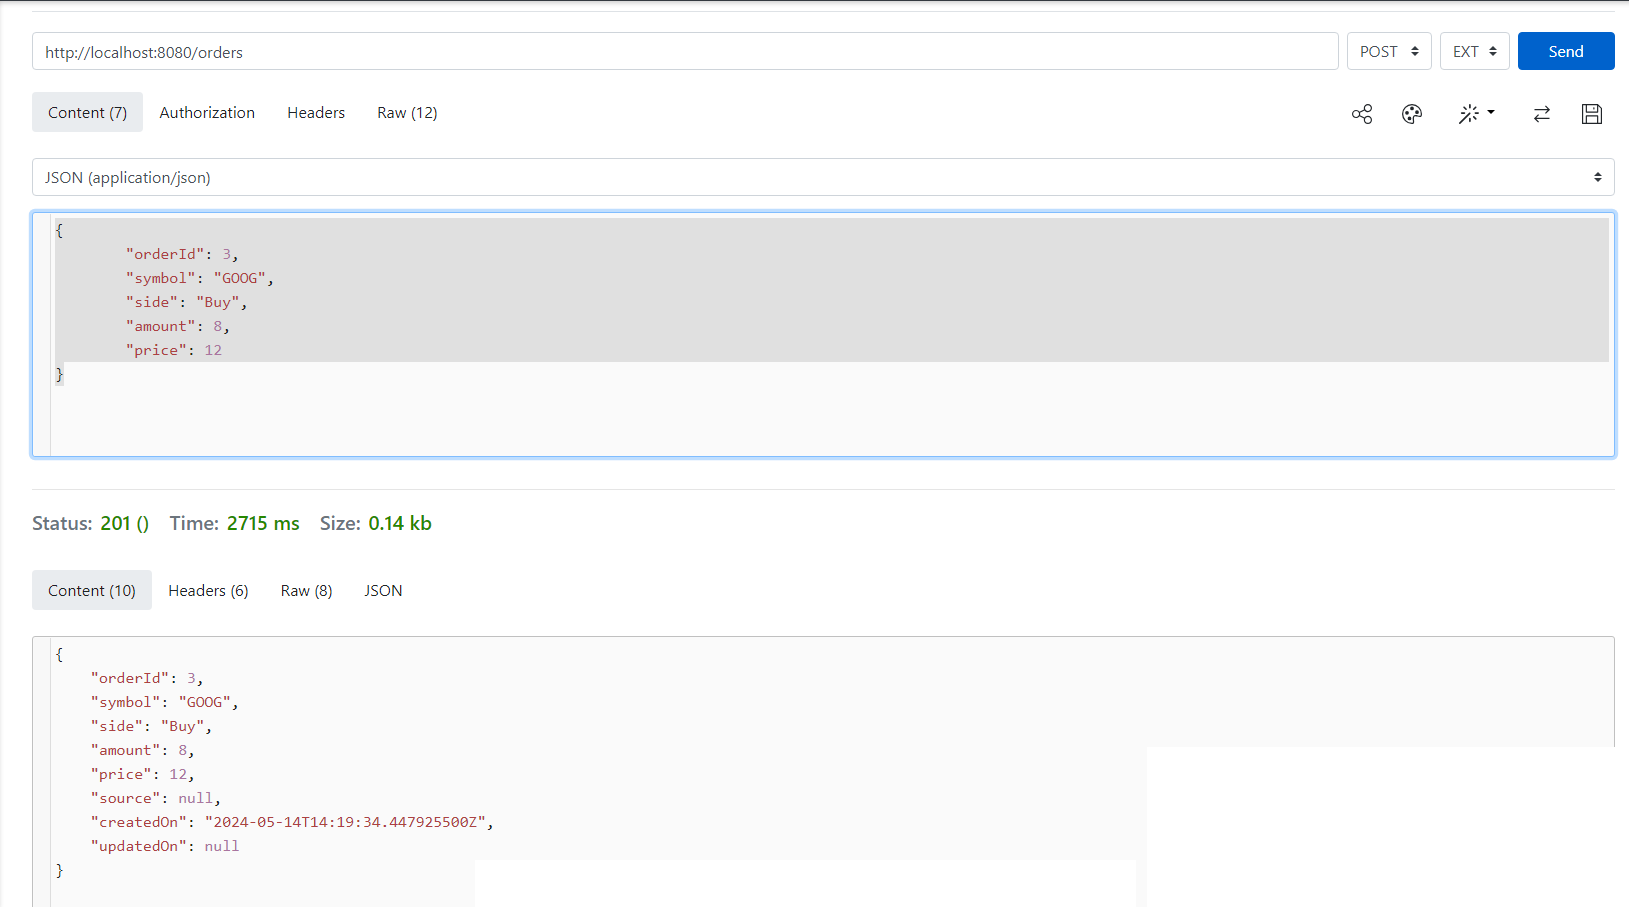 http://localhost:8080/orders POST EXT Send
Content (7) Authorization Headers Raw (12)
JSON (application/json)
{
"orderId": 3,
"symbol": "GOOG",
"side": "Buy",
"amount": 8,
"price": 12
}
Status: 201 () Time: 2715 ms Size: 0.14 kb
Content (10) Headers (6) Raw (8) JSON
{
"orderId": 3,
"symbol": "GOOG",
"side": "Buy",
"amount": 8,
"price": 12,
"source": null,
"createdOn": "2024-05-14T14:19:34.447925500Z",
"updatedOn": null
}